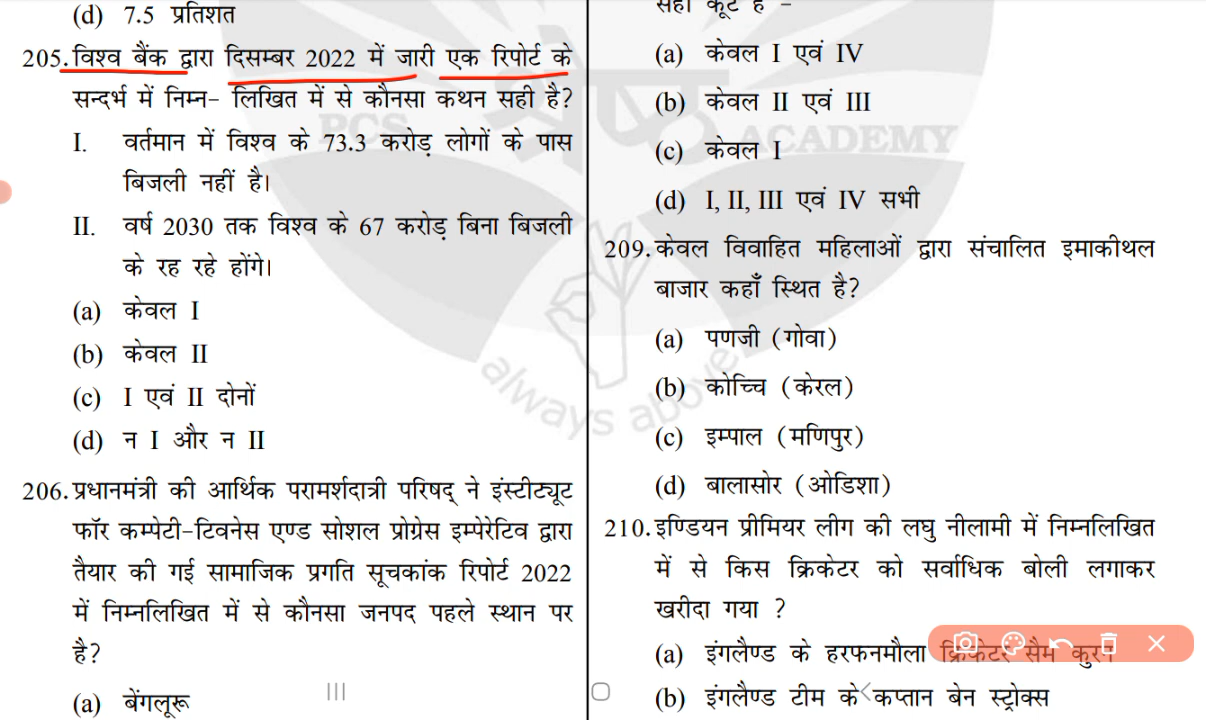 (d) 7.5 प्रतिशत
205. विश्व बैंक द्वारा दिसम्बर 2022 में जारी एक रिपोर्ट के
सन्दर्भ में निम्न- लिखित में से कौनसा कथन सही है?
I. वर्तमान में विश्व के 73.3 करोड़ लोगों के पास
बिजली नहीं है।
II. वर्ष 2030 तक विश्व के 67 करोड़ बिना बिजली
के रह रहे होंगे।
(a) केवल I
(b) केवल II
(c) I एवं II दोनों
(d) न I और न II
206. प्रधानमंत्री की आर्थिक परामर्शदात्री परिषद् ने इंस्टीट्यूट
फॉर कम्पेटी-टिवनेस एण्ड सोशल प्रोग्रेस इम्पेरेटिव द्वारा
तैयार की गई सामाजिक प्रगति सूचकांक रिपोर्ट 2022
में निम्नलिखित में से कौनसा जनपद पहले स्थान पर
है?
(a) बेंगलूरू
सही कूट है -
(a) केवल I एवं IV
(b) केवल II एवं III
(c) केवल I
(d) I, II, III एवं IV सभी
209. केवल विवाहित महिलाओं द्वारा संचालित इमाकीथल
बाजार कहाँ स्थित है?
(a) पणजी (गोवा)
(b) कोच्चि (केरल)
(c) इम्पाल (मणिपुर)
(d) बालासोर (ओडिशा)
210. इण्डियन प्रीमियर लीग की लघु नीलामी में निम्नलिखित
में से किस क्रिकेटर को सर्वाधिक बोली लगाकर
खरीदा गया ?
(a) इंगलैण्ड के हरफनमौला क्रिकेटर सैम कुरन
(b) इंगलैण्ड टीम के कप्तान बेन स्ट्रोक्स
PCS श्रेष्ठ ACADEMY
always above